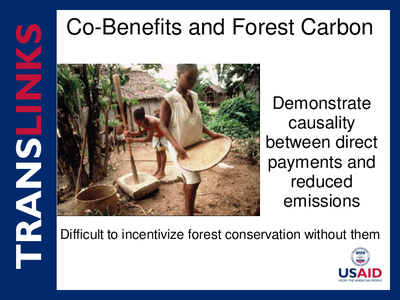 Co-Benefits and Forest Carbon
TRANSLINKS
Demonstrate
causality
between direct
payments and
reduced
emissions
Difficult to incentivize forest conservation without them
USAID
FROM THE AMERICAN PEOPLE